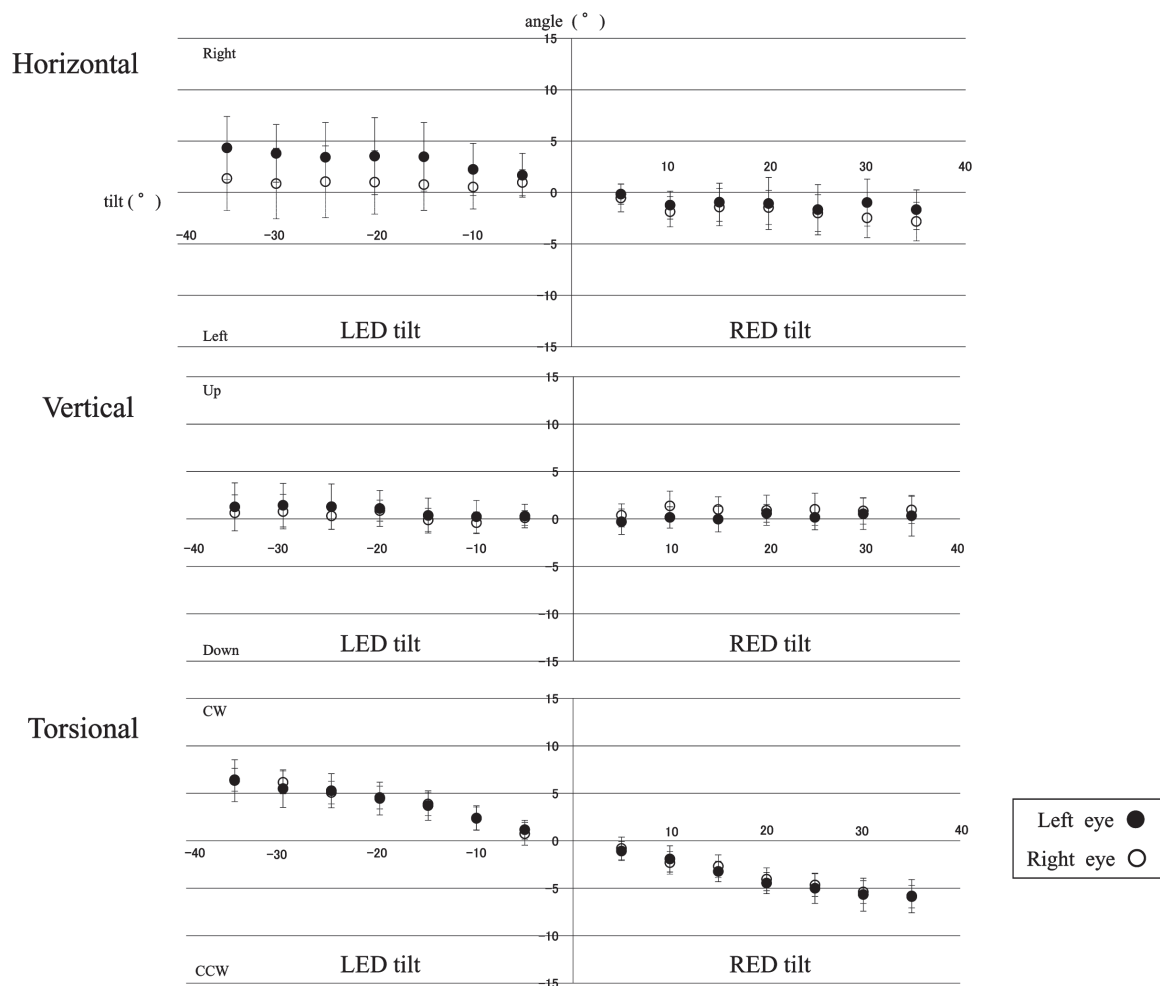 angle ( ° )
Horizontal
15
Right
10
5
10 20 30 40
tilt ( ° )
0
-40 -30 -20 -10
-5
-10
Left
LED tilt
RED tilt
-15
Vertical
15
Up
10
5
0
-40 -30 -20 -10 10 20 30 40
-5
-10
Down
LED tilt
RED tilt
-15
Torsional
15
CW
10
5
10 20 30 40
0
-40 -30 -20 -10
-5
-10
CCW
LED tilt
RED tilt
-15
Left eye
Right eye